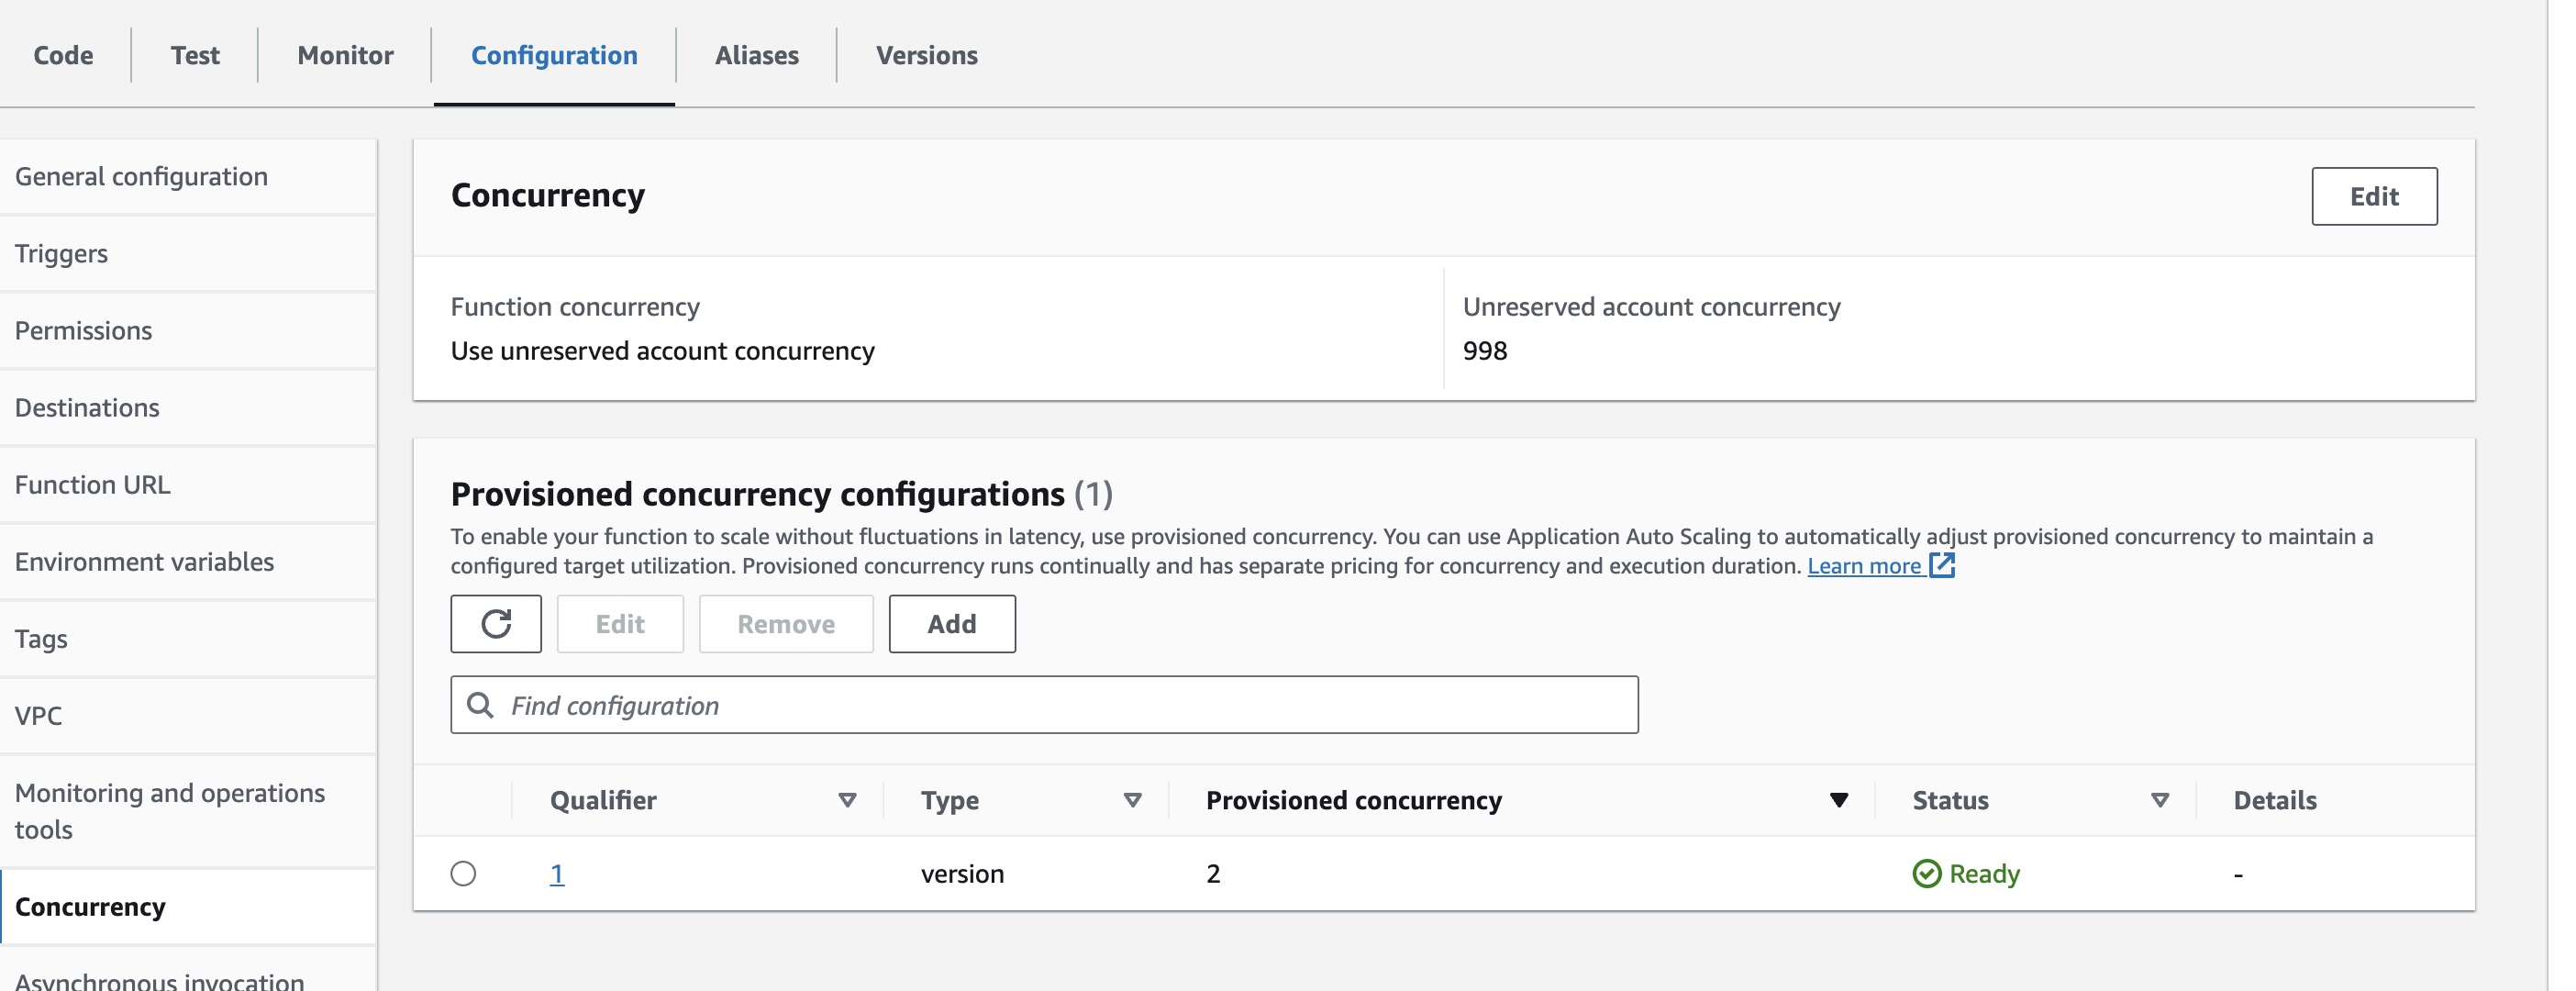 Code
Test
Monitor
Configuration
Aliases
Versions
General configuration
Triggers
Permissions
Destinations
Function URL
Environment variables
Tags
VPC
Monitoring and operations
tools
Concurrency
Asynchronous invocation
Concurrency
Edit
Function concurrency
Use unreserved account concurrency
Unreserved account concurrency
998
Provisioned concurrency configurations (1)
To enable your function to scale without fluctuations in latency, use provisioned concurrency. You can use Application Auto Scaling to automatically adjust provisioned concurrency to maintain a
configured target utilization. Provisioned concurrency runs continually and has separate pricing for concurrency and execution duration. Learn more
Edit
Remove
Add
Find configuration
Qualifier
Type
Provisioned concurrency
Status
Details
1
version
2
Ready
-